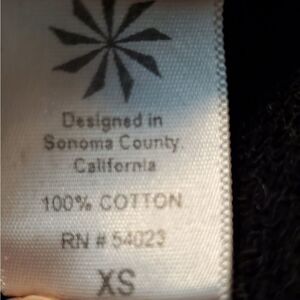 Designed in
Sonoma County,
California
100% COTTON
RN # 54023
XS